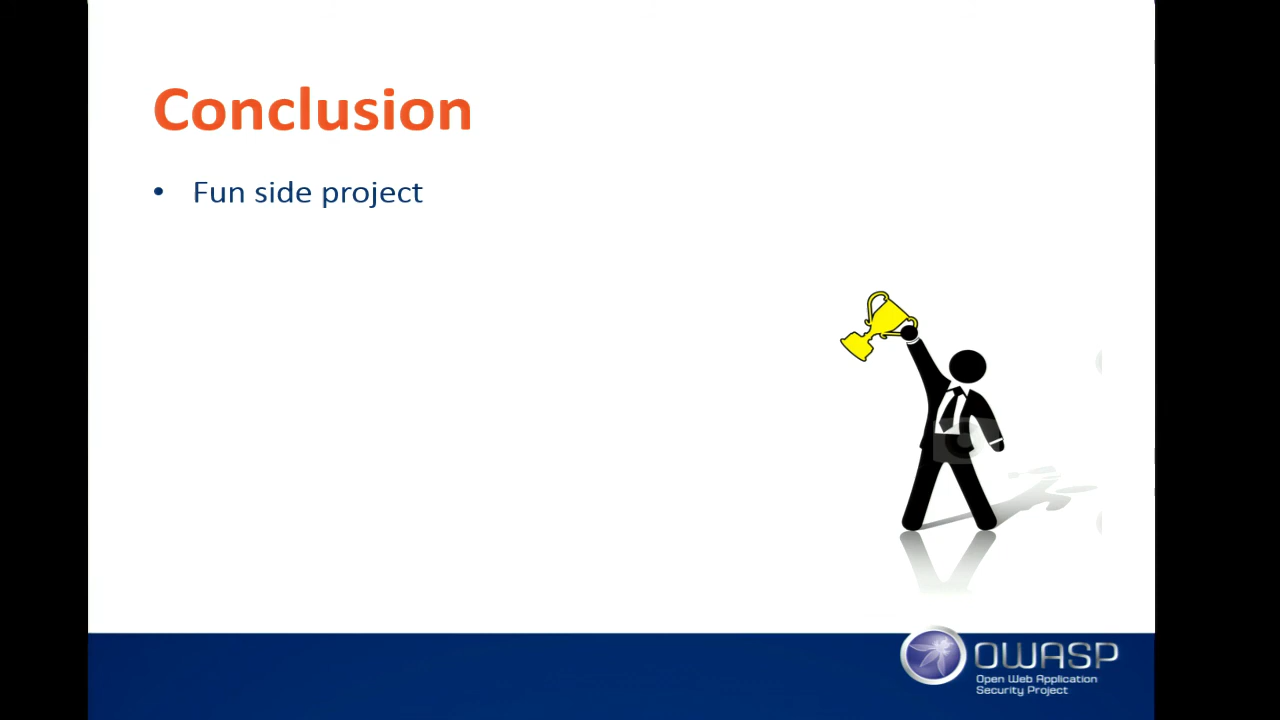 Conclusion
• Fun side project
OWASP
Open Web Application
Security Project